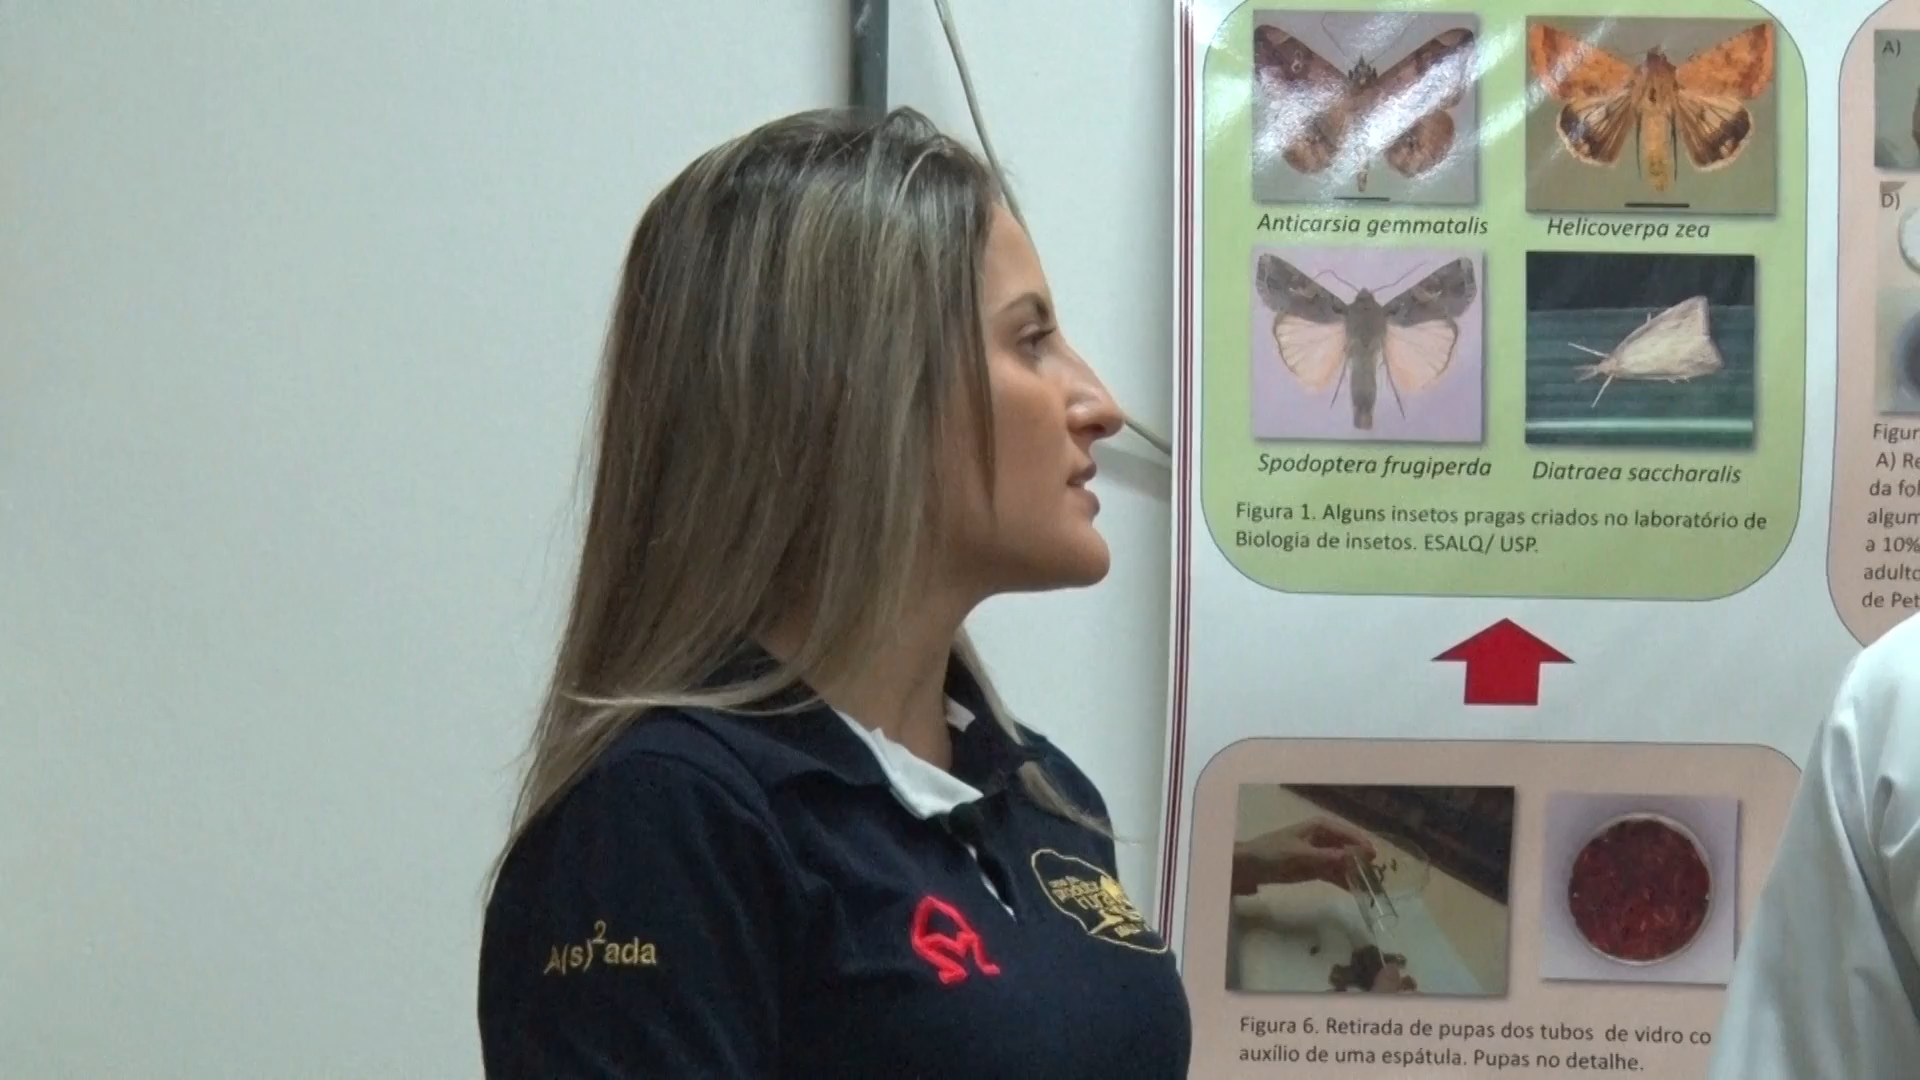 Anticarsia gemmatalis
Helicoverpa zea
Spodoptera frugiperda
Diatraea saccharalis
Figura 1. Alguns insetos pragas criados no laboratório de
Biologia de insetos. ESALQ/ USP.
A)
D)
Figur
A) Re
da fol
algum
a 10%
adulto
de Pet
Figura 6. Retirada de pupas dos tubos de vidro co
auxílio de uma espátula. Pupas no detalhe.
A(s)²ada